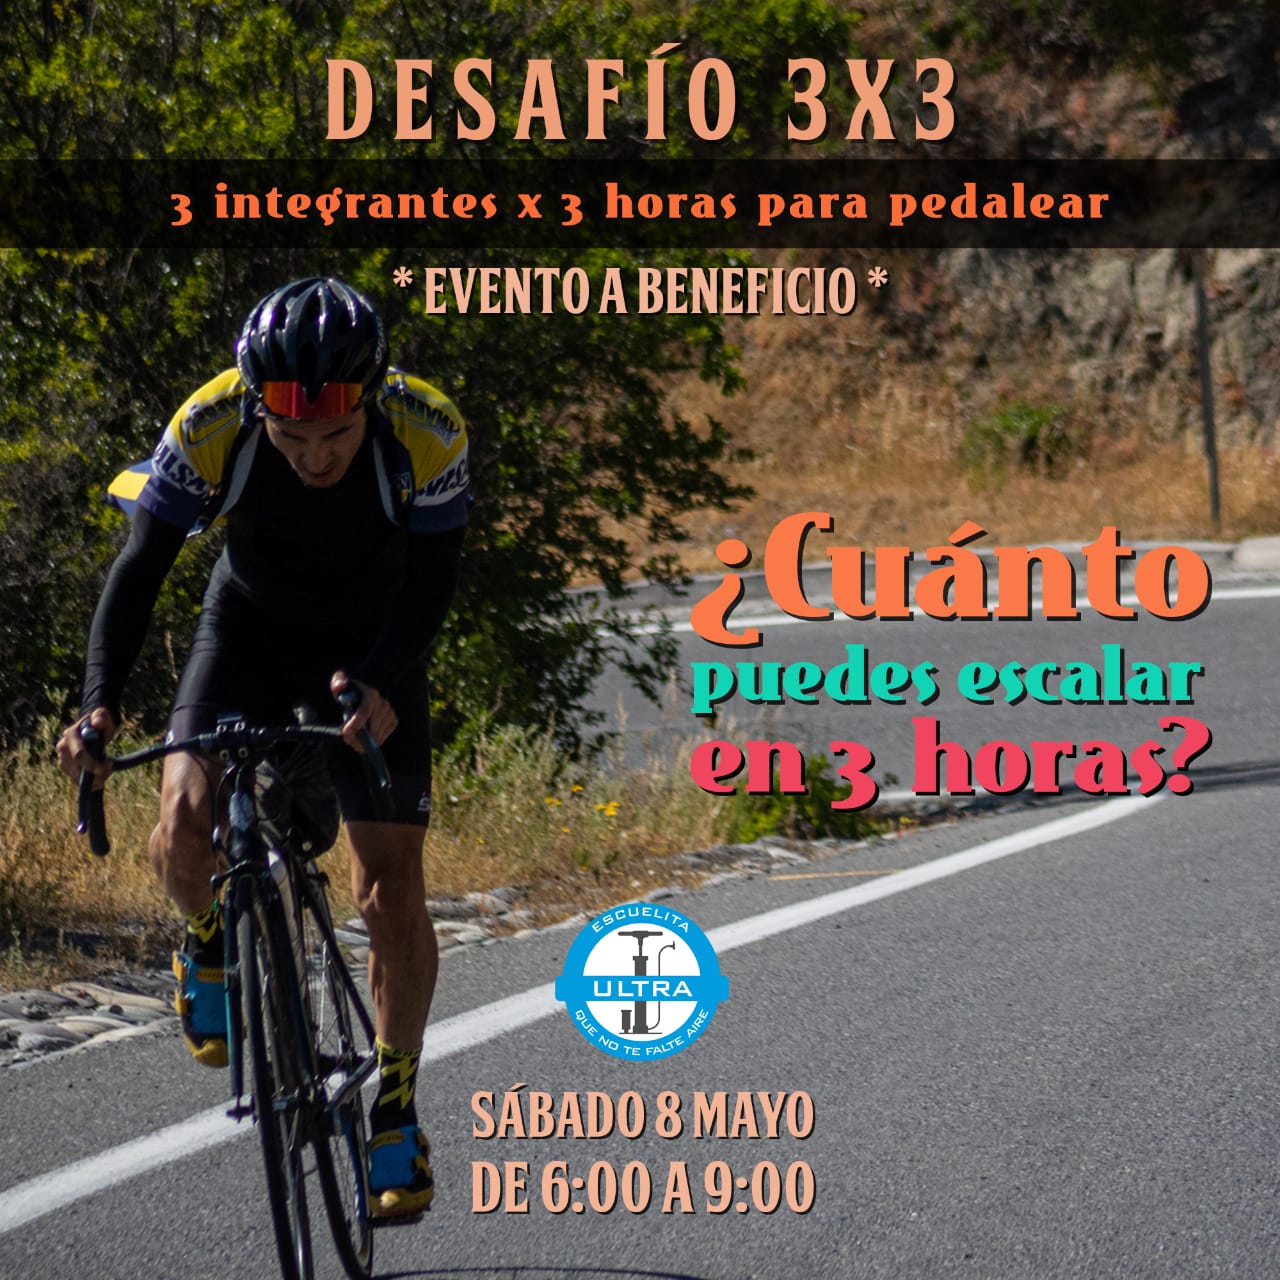 DESAFÍO 3X3
3 integrantes x 3 horas para pedalear
* EVENTO A BENEFICIO *
¿Cuánto
puedes escalar
en 3 horas?
ESCUELITA
ULTRA
QUE NO TE FALTE AIRE
SÁBADO 8 MAYO
DE 6:00 A 9:00